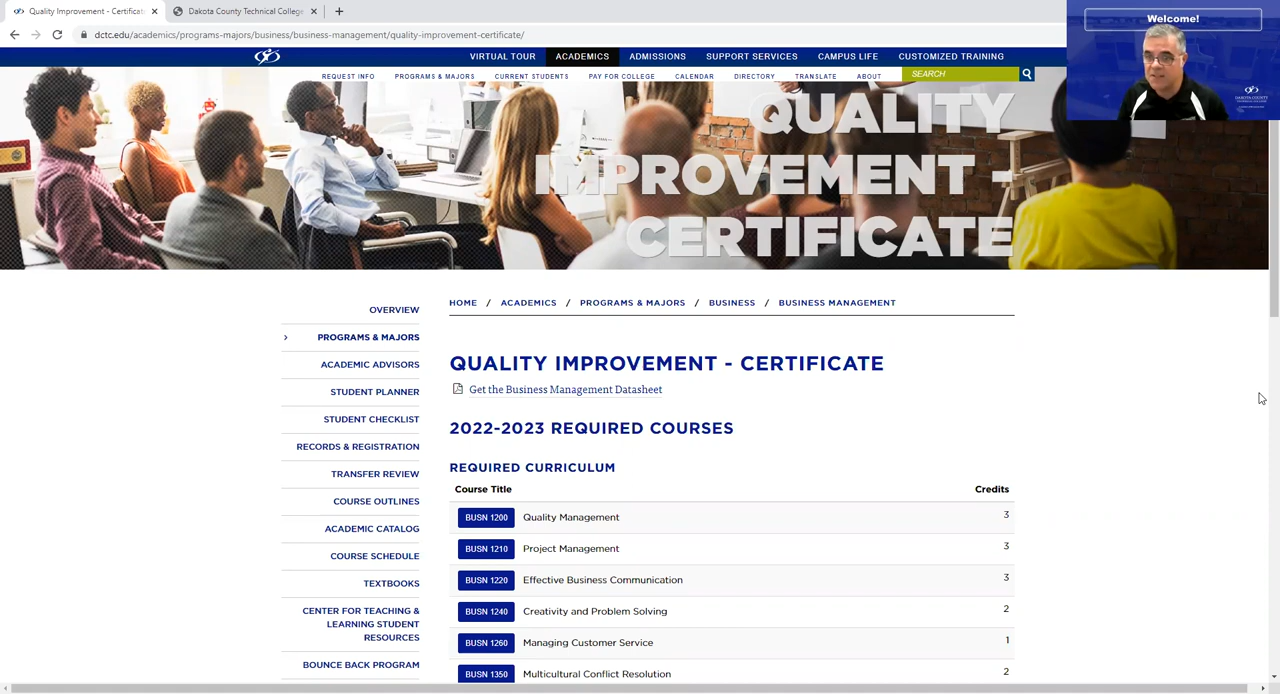 Quality Improvement - Certificat
Dakota County Technical College
dctc.edu/academics/programs-majors/business/business-management/quality-improvement-certificate/
Welcome!
VIRTUAL TOUR ACADEMICS ADMISSIONS SUPPORT SERVICES CAMPUS LIFE CUSTOMIZED TRAINING
REQUEST INFO PROGRAMS & MAJORS CURRENT STUDENTS PAY FOR COLLEGE CALENDAR DIRECTORY TRANSLATE ABOUT SEARCH
DAKOTA COUNTY
TECHNICAL COLLEGE
QUALITY
IMPROVEMENT -
CERTIFICATE
HOME / ACADEMICS / PROGRAMS & MAJORS / BUSINESS / BUSINESS MANAGEMENT
OVERVIEW
PROGRAMS & MAJORS
ACADEMIC ADVISORS
STUDENT PLANNER
STUDENT CHECKLIST
RECORDS & REGISTRATION
TRANSFER REVIEW
COURSE OUTLINES
ACADEMIC CATALOG
COURSE SCHEDULE
TEXTBOOKS
CENTER FOR TEACHING &
LEARNING STUDENT
RESOURCES
BOUNCE BACK PROGRAM
QUALITY IMPROVEMENT - CERTIFICATE
Get the Business Management Datasheet
2022-2023 REQUIRED COURSES
REQUIRED CURRICULUM
Course Title Credits
BUSN 1200 Quality Management 3
BUSN 1210 Project Management 3
BUSN 1220 Effective Business Communication 3
BUSN 1240 Creativity and Problem Solving 2
BUSN 1260 Managing Customer Service 1
BUSN 1350 Multicultural Conflict Resolution 2